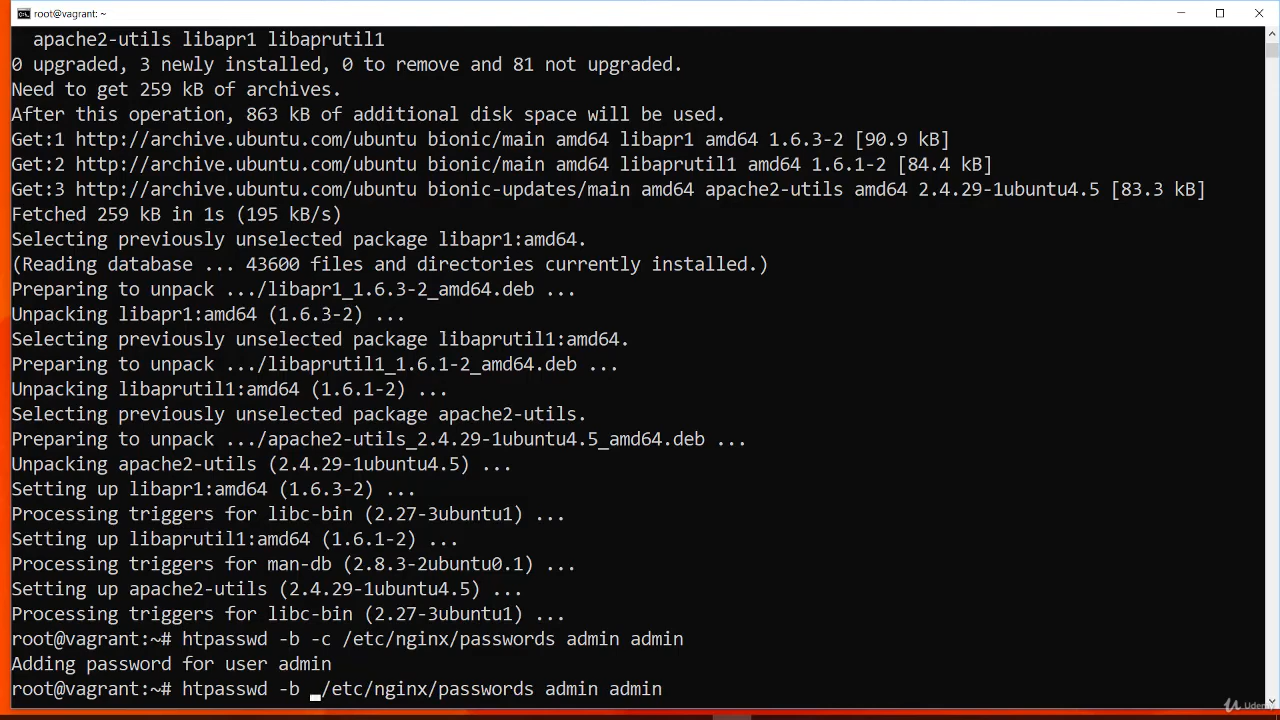 root@vagrant: ~
apache2-utils libapr1 libaprutil1
0 upgraded, 3 newly installed, 0 to remove and 81 not upgraded.
Need to get 259 kB of archives.
After this operation, 863 kB of additional disk space will be used.
Get:1 http://archive.ubuntu.com/ubuntu bionic/main amd64 libapr1 amd64 1.6.3-2 [90.9 kB]
Get:2 http://archive.ubuntu.com/ubuntu bionic/main amd64 libaprutil1 amd64 1.6.1-2 [84.4 kB]
Get:3 http://archive.ubuntu.com/ubuntu bionic-updates/main amd64 apache2-utils amd64 2.4.29-1ubuntu4.5 [83.3 kB]
Fetched 259 kB in 1s (195 kB/s)
Selecting previously unselected package libapr1:amd64.
(Reading database ... 43600 files and directories currently installed.)
Preparing to unpack .../libapr1_1.6.3-2_amd64.deb ...
Unpacking libapr1:amd64 (1.6.3-2) ...
Selecting previously unselected package libaprutil1:amd64.
Preparing to unpack .../libaprutil1_1.6.1-2_amd64.deb ...
Unpacking libaprutil1:amd64 (1.6.1-2) ...
Selecting previously unselected package apache2-utils.
Preparing to unpack .../apache2-utils_2.4.29-1ubuntu4.5_amd64.deb ...
Unpacking apache2-utils (2.4.29-1ubuntu4.5) ...
Setting up libapr1:amd64 (1.6.3-2) ...
Processing triggers for libc-bin (2.27-3ubuntu1) ...
Setting up libaprutil1:amd64 (1.6.1-2) ...
Processing triggers for man-db (2.8.3-2ubuntu0.1) ...
Setting up apache2-utils (2.4.29-1ubuntu4.5) ...
Processing triggers for libc-bin (2.27-3ubuntu1) ...
root@vagrant:~# htpasswd -b -c /etc/nginx/passwords admin admin
Adding password for user admin
root@vagrant:~# htpasswd -b /etc/nginx/passwords admin admin